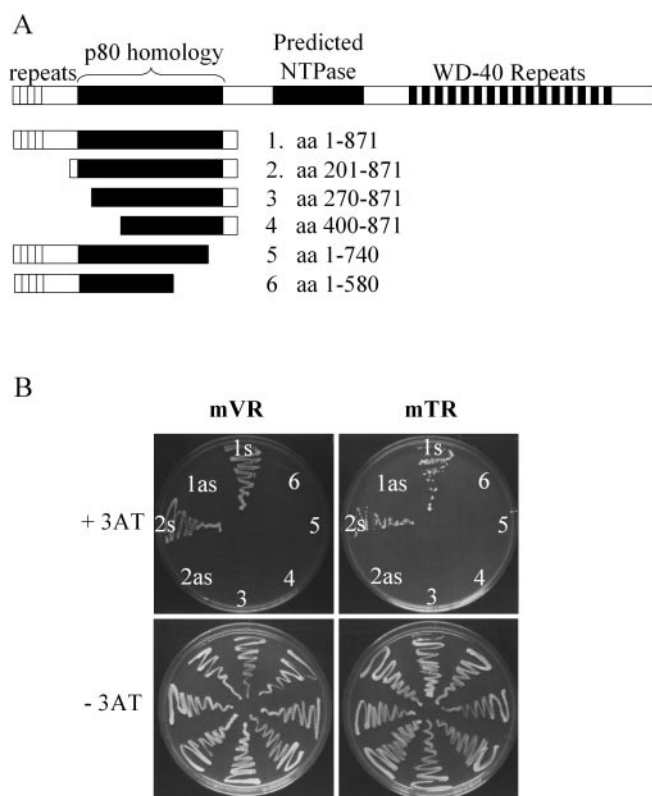 A
repeats
p80 homology
Predicted
NTPase
WD-40 Repeats
1. aa 1-871
2. aa 201-871
3 aa 270-871
4 aa 400-871
5 aa 1-740
6 aa 1-580
B
mVR mTR
+ 3AT
1s
1as
6
2s
5
2as
4
3
1s
1as
6
2s
5
2as
4
3
- 3AT